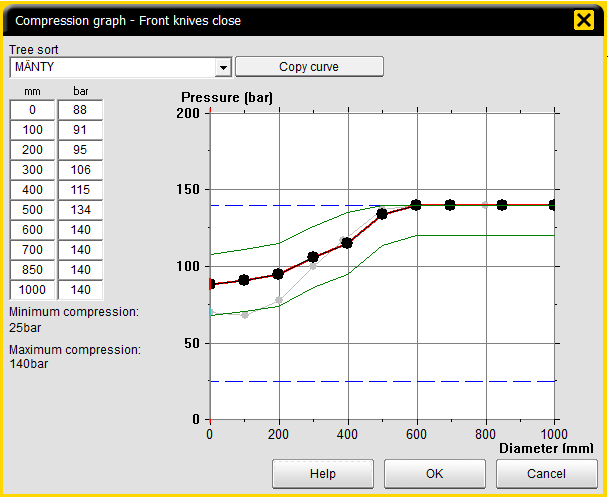 Compression graph - Front knives close
Tree sort
MÄNTY
Copy curve
mm bar
0 88
100 91
200 95
300 106
400 115
500 134
600 140
700 140
850 140
1000 140
Minimum compression:
25bar
Maximum compression:
140bar
Pressure (bar)
200
150
100
50
0
0 200 400 600 800 1000
Diameter (mm)
Help OK Cancel